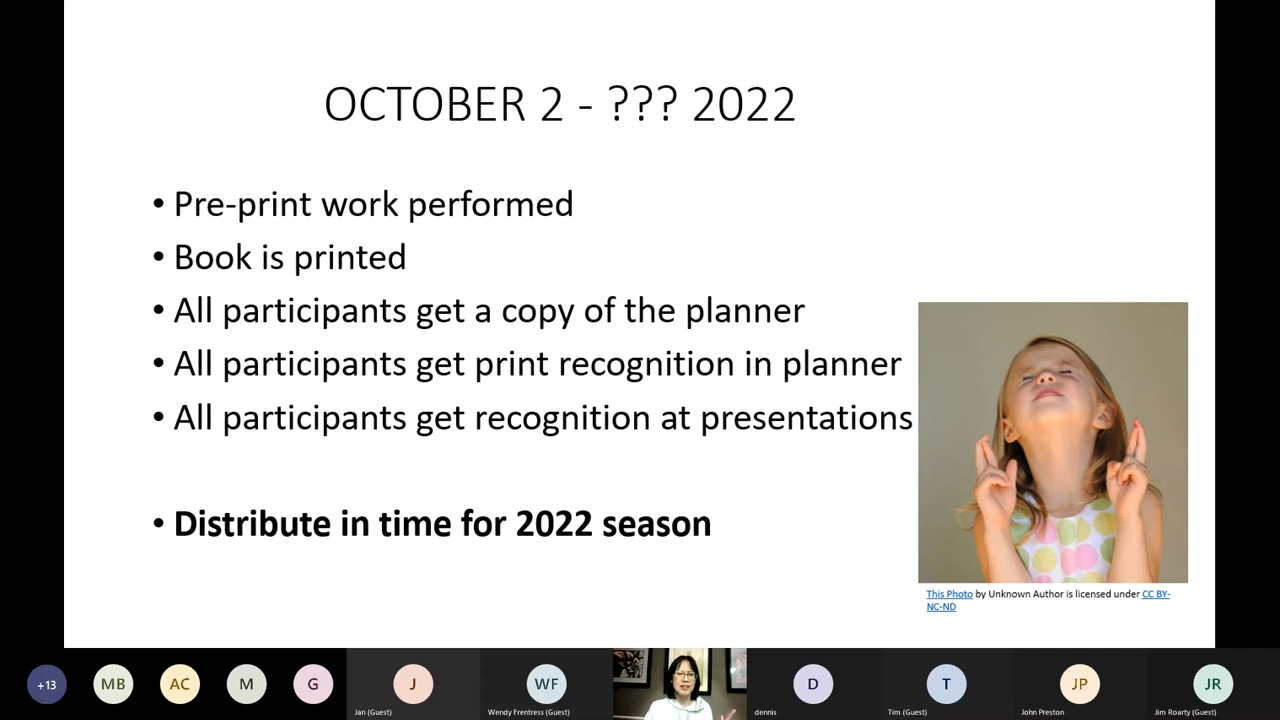 OCTOBER 2 - ??? 2022
• Pre-print work performed
• Book is printed
• All participants get a copy of the planner
• All participants get print recognition in planner
• All participants get recognition at presentations
• Distribute in time for 2022 season
This Photo by Unknown Author is licensed under CC BY-
NC-ND
+13
MB
AC
M
G
J
WF
D
T
JP
JR
Jan (Guest)
Wendy Frentress (Guest)
dennis
Tim (Guest)
John Preston
Jim Roarty (Guest)